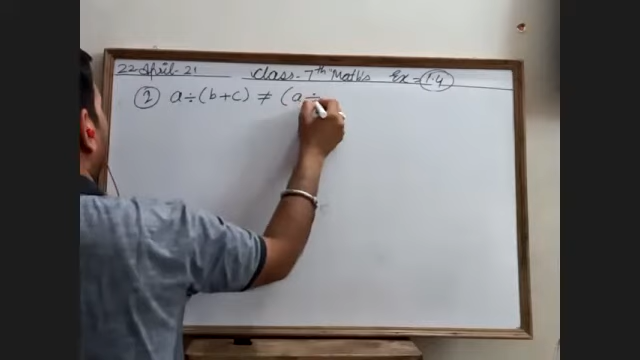 22 April-21 Class-7th Maths Ex=1.4
2 a÷(b+c) ≠ (a÷